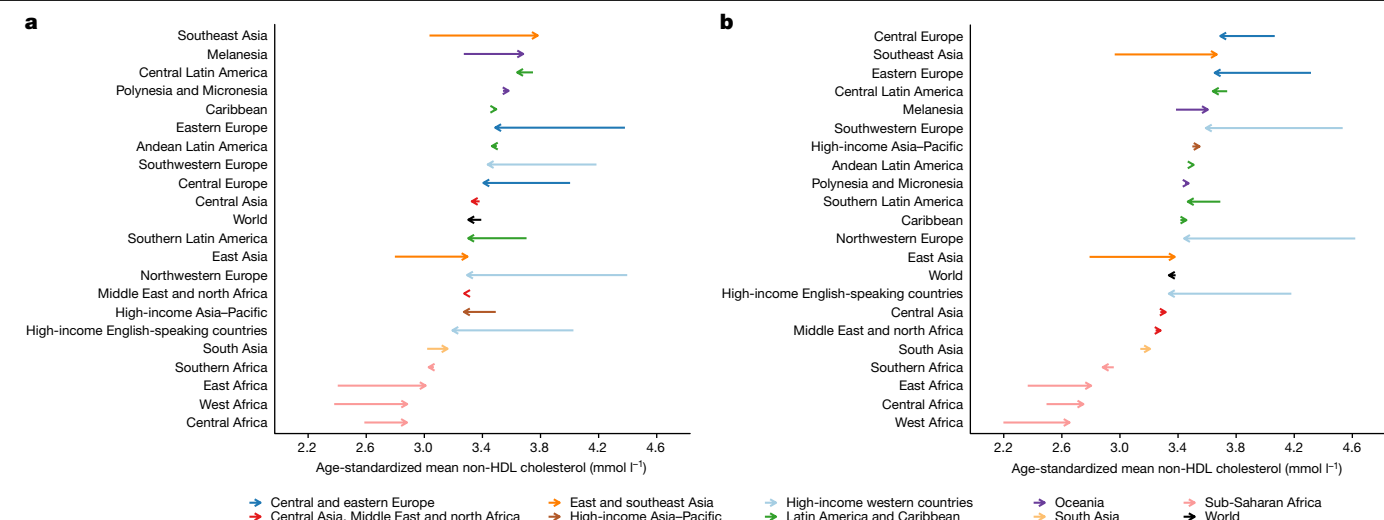 a
Southeast Asia
Melanesia
Central Latin America
Polynesia and Micronesia
Caribbean
Eastern Europe
Andean Latin America
Southwestern Europe
Central Europe
Central Asia
World
Southern Latin America
East Asia
Northwestern Europe
Middle East and north Africa
High-income Asia–Pacific
High-income English-speaking countries
South Asia
Southern Africa
East Africa
West Africa
Central Africa
2.2 2.6 3.0 3.4 3.8 4.2 4.6
Age-standardized mean non-HDL cholesterol (mmol l⁻¹)
b
Central Europe
Southeast Asia
Eastern Europe
Central Latin America
Melanesia
Southwestern Europe
High-income Asia–Pacific
Andean Latin America
Polynesia and Micronesia
Southern Latin America
Caribbean
Northwestern Europe
East Asia
World
High-income English-speaking countries
Central Asia
Middle East and north Africa
South Asia
Southern Africa
East Africa
Central Africa
West Africa
2.2 2.6 3.0 3.4 3.8 4.2 4.6
Age-standardized mean non-HDL cholesterol (mmol l⁻¹)
Central and eastern Europe East and southeast Asia High-income western countries Oceania Sub-Saharan Africa
Central Asia, Middle East and north Africa High-income Asia–Pacific Latin America and Caribbean South Asia World